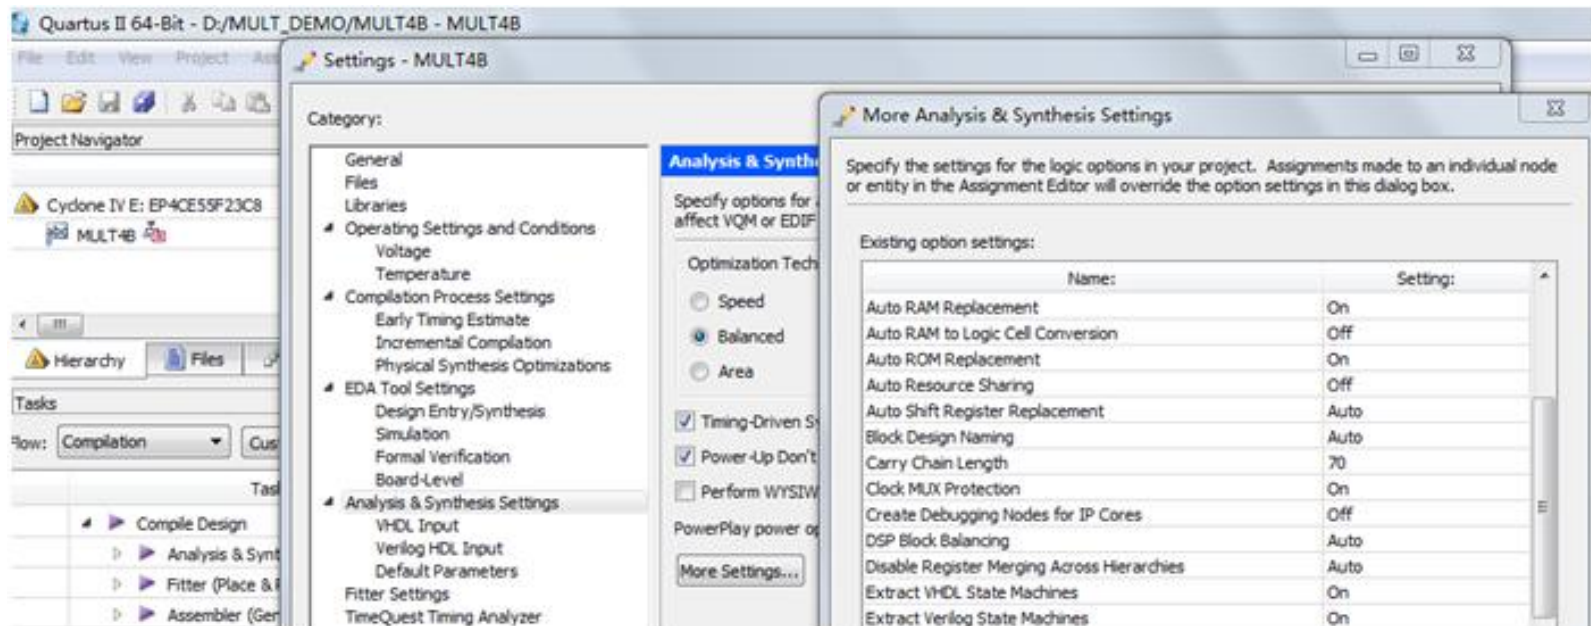 Quartus II 64-Bit - D:/MULT_DEMO/MULT4B - MULT4B
File Edit View Project Ass
Settings - MULT4B
Project Navigator
Cyclone IV E: EP4CE55F23C8
MULT4B
Hierarchy
Files
Tasks
Flow: Compilation
Cus
Tas
Compile Design
Analysis & Synt
Fitter (Place & R
Assembler (Gen
Category:
General
Files
Libraries
Operating Settings and Conditions
Voltage
Temperature
Compilation Process Settings
Early Timing Estimate
Incremental Compilation
Physical Synthesis Optimizations
EDA Tool Settings
Design Entry/Synthesis
Simulation
Formal Verification
Board-Level
Analysis & Synthesis Settings
VHDL Input
Verilog HDL Input
Default Parameters
Fitter Settings
TimeQuest Timing Analyzer
Analysis & Synthe
Specify options for
affect VQM or EDIF
Optimization Tech
Speed
Balanced
Area
Timing-Driven Sy
Power-Up Don't
Perform WYSIW
PowerPlay power op
More Settings...
More Analysis & Synthesis Settings
Specify the settings for the logic options in your project. Assignments made to an individual node
or entity in the Assignment Editor will override the option settings in this dialog box.
Existing option settings:
Name: Setting:
Auto RAM Replacement On
Auto RAM to Logic Cell Conversion Off
Auto ROM Replacement On
Auto Resource Sharing Off
Auto Shift Register Replacement Auto
Block Design Naming Auto
Carry Chain Length 70
Clock MUX Protection On
Create Debugging Nodes for IP Cores Off
DSP Block Balancing Auto
Disable Register Merging Across Hierarchies Auto
Extract VHDL State Machines On
Extract Verilog State Machines On